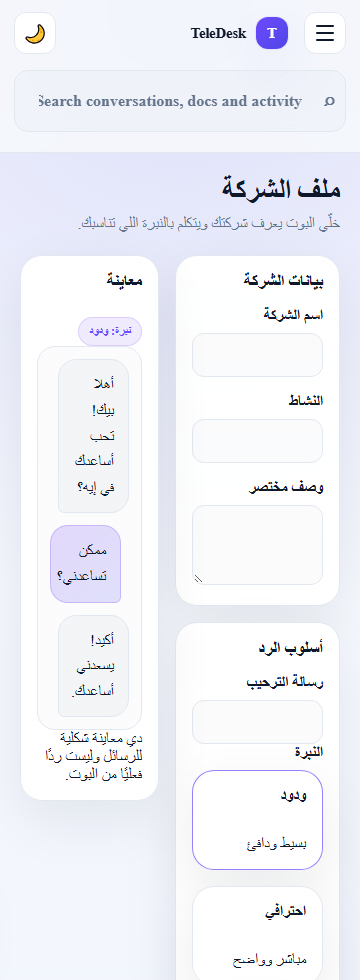 TeleDesk
T
Search conversations, docs and activity
ملف الشركة
خلّي البوت يعرف شركتك ويتكلم بالنبرة اللي تناسبك.
بيانات الشركة
اسم الشركة
النشاط
وصف مختصر
أسلوب الرد
رسالة الترحيب
النبرة
ودود
بسيط ودافئ
احترافي
مباشر وواضح
معاينة
نبرة: ودود
أهلا
بيك!
تحب
أساعدك
في إيه؟
ممكن
تساعدني؟
أكيد!
يسعدني
أساعدك.
دي معاينة شكلية
للرسائل وليست ردًا
فعليًا من البوت.